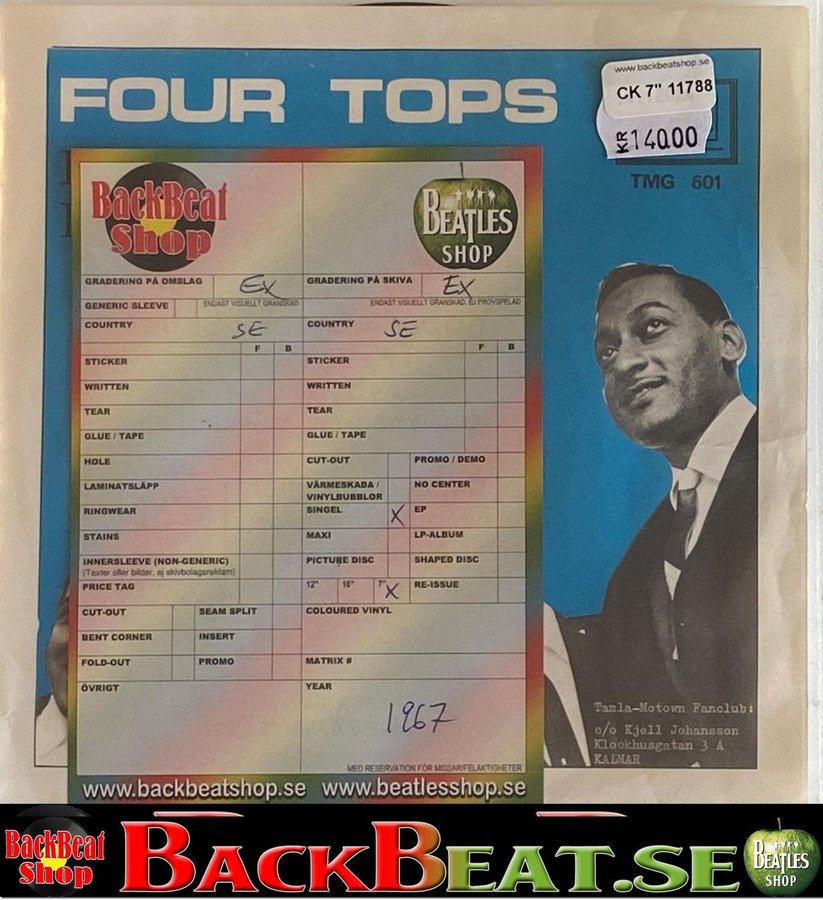 FOUR TOPS
www.backbeatshop.se
CK 7" 11788
KR 140.00
TMG 601
BackBeat
Shop
BEATLES
SHOP
GRADERING PÅ OMSLAG Ex GRADERING PÅ SKIVA Ex
GENERIC SLEEVE ENDAST VISUELLT GRANSKAD ENDAST VISUELLT GRANSKAD, EJ PROVSPELAD
COUNTRY SE COUNTRY SE
F B F B
STICKER STICKER
WRITTEN WRITTEN
TEAR TEAR
GLUE / TAPE GLUE / TAPE
HOLE CUT-OUT PROMO / DEMO
LAMINATSLÄPP VÄRMESKADA / VINYLBUBBLOR NO CENTER
RINGWEAR SINGEL X EP
STAINS MAXI LP-ALBUM
INNERSLEEVE (NON-GENERIC) PICTURE DISC SHAPED DISC
(Texter eller bilder, ej skivbolagsreklam)
PRICE TAG 12" 10" 7" X RE-ISSUE
CUT-OUT SEAM SPLIT COLOURED VINYL
BENT CORNER INSERT
FOLD-OUT PROMO MATRIX #
ÖVRIGT YEAR
1967
MED RESERVATION FÖR MISSAR/FELAKTIGHETER
www.backbeatshop.se www.beatlesshop.se
Tamla-Motown Fanclub:
c/o Kjell Johansson
Klockhusgatan 3 A
KALMAR
BackBeat
Shop
BACKBEAT.SE
BEATLES
SHOP